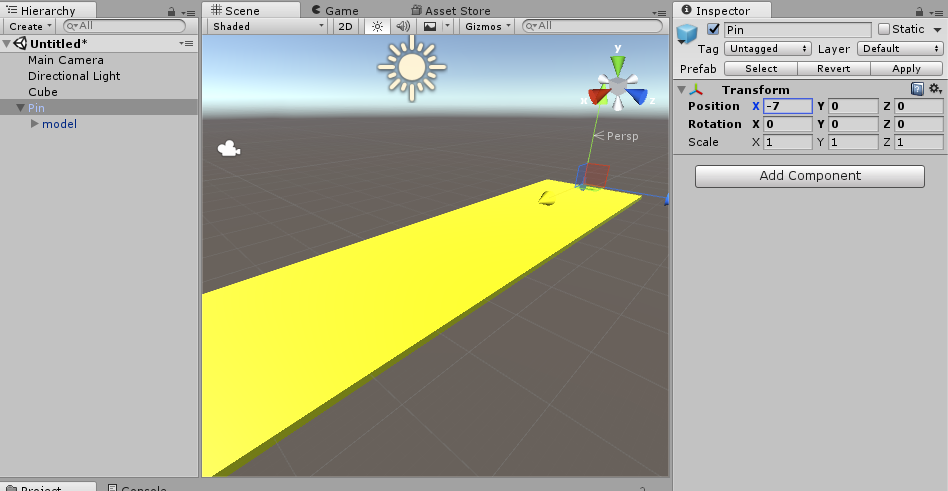 Hierarchy
Scene
Game
Asset Store
Inspector
Create
All
Shaded
2D
Gizmos
All
Pin
Static
Untitled*
Main Camera
Directional Light
Cube
Pin
model
Tag Untagged Layer Default
Prefab Select Revert Apply
Transform
Position X -7 Y 0 Z 0
Rotation X 0 Y 0 Z 0
Scale X 1 Y 1 Z 1
Add Component
y
x
z
Persp
Project
Console